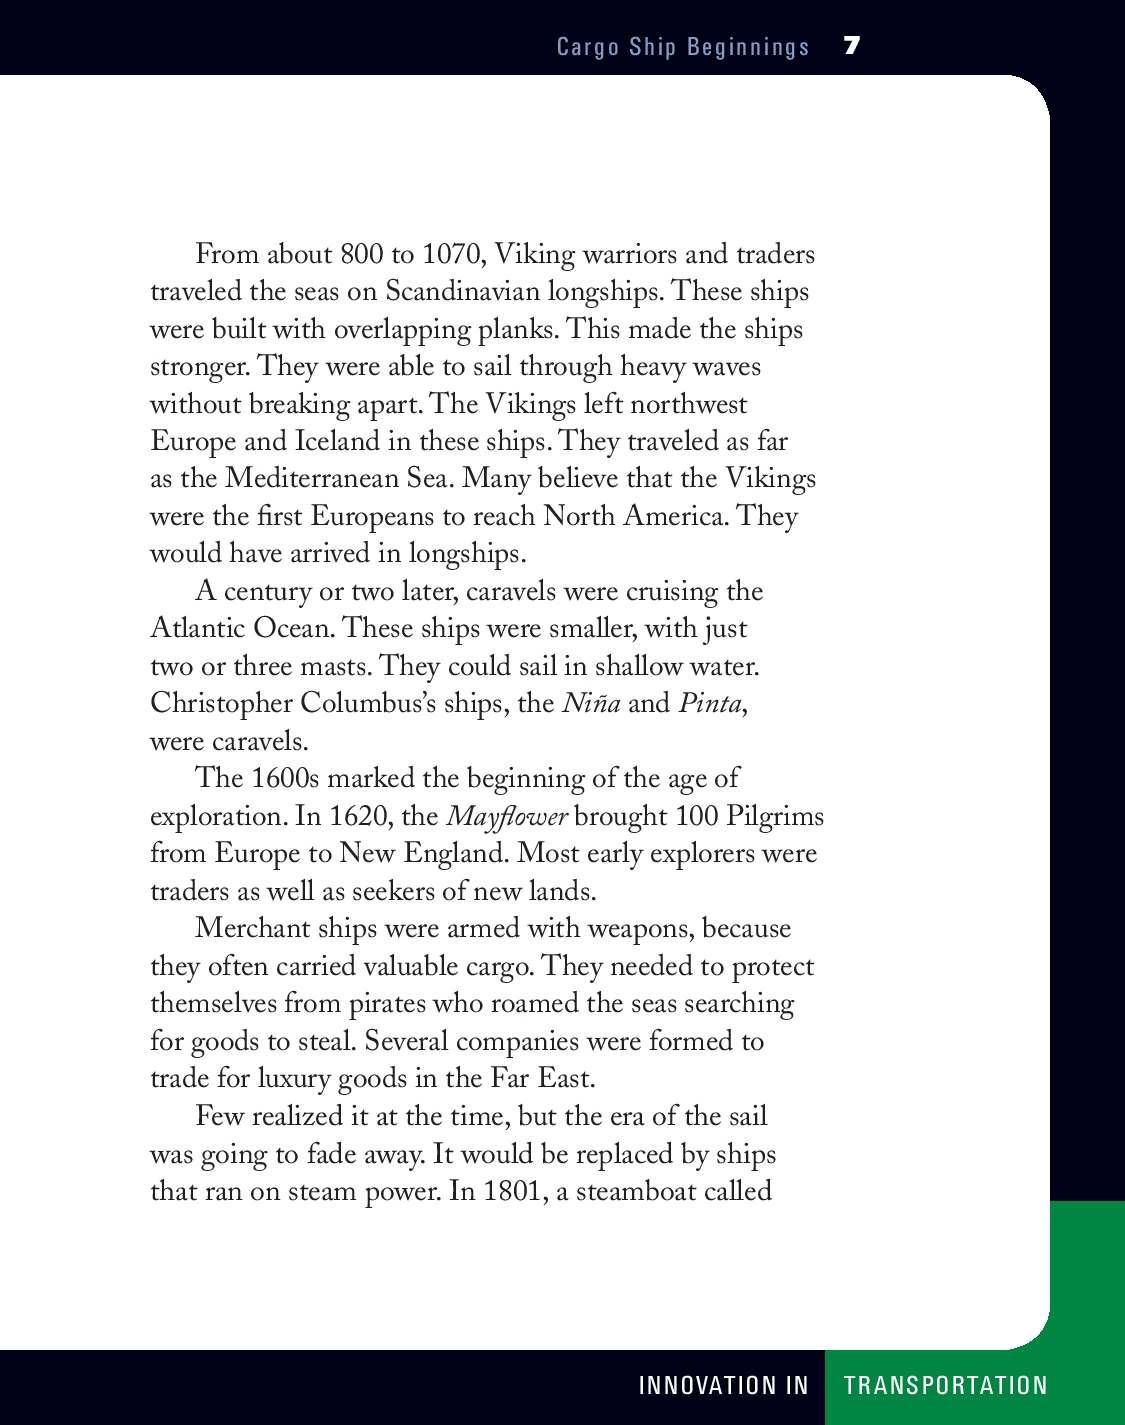 Cargo Ship Beginnings 7
From about 800 to 1070, Viking warriors and traders
traveled the seas on Scandinavian longships. These ships
were built with overlapping planks. This made the ships
stronger. They were able to sail through heavy waves
without breaking apart. The Vikings left northwest
Europe and Iceland in these ships. They traveled as far
as the Mediterranean Sea. Many believe that the Vikings
were the first Europeans to reach North America. They
would have arrived in longships.
A century or two later, caravels were cruising the
Atlantic Ocean. These ships were smaller, with just
two or three masts. They could sail in shallow water.
Christopher Columbus’s ships, the Niña and Pinta,
were caravels.
The 1600s marked the beginning of the age of
exploration. In 1620, the Mayflower brought 100 Pilgrims
from Europe to New England. Most early explorers were
traders as well as seekers of new lands.
Merchant ships were armed with weapons, because
they often carried valuable cargo. They needed to protect
themselves from pirates who roamed the seas searching
for goods to steal. Several companies were formed to
trade for luxury goods in the Far East.
Few realized it at the time, but the era of the sail
was going to fade away. It would be replaced by ships
that ran on steam power. In 1801, a steamboat called
INNOVATION IN TRANSPORTATION